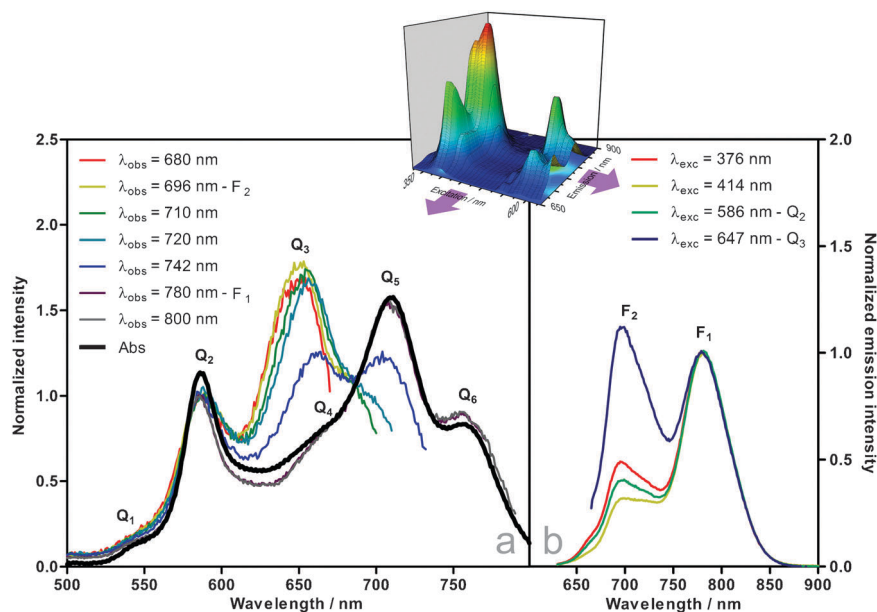 350
Excitation / nm
600
650
Emission / nm
900
2.5
2.0
1.5
1.0
0.5
0.0
Normalized intensity
λobs = 680 nm
λobs = 696 nm - F2
λobs = 710 nm
λobs = 720 nm
λobs = 742 nm
λobs = 780 nm - F1
λobs = 800 nm
Abs
Q1
Q2
Q3
Q4
Q5
Q6
a
500
550
600
650
700
750
Wavelength / nm
λexc = 376 nm
λexc = 414 nm
λexc = 586 nm - Q2
λexc = 647 nm - Q3
F2
F1
b
650
700
750
800
850
900
Wavelength / nm
2.0
1.5
1.0
0.5
0.0
Normalized emission intensity